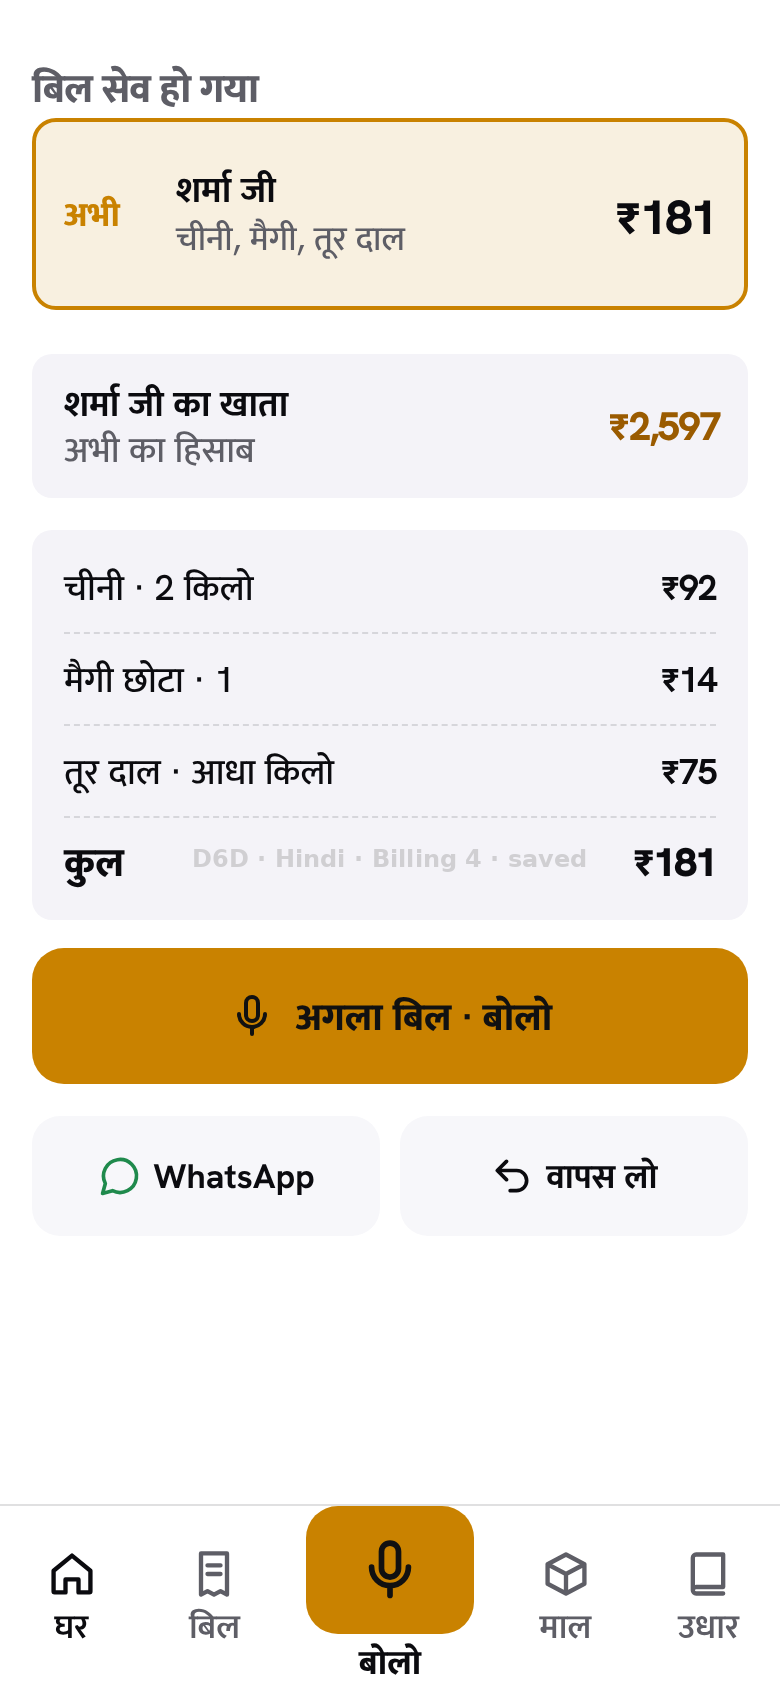 बिल सेव हो गया
अभी
शर्मा जी
चीनी, मैगी, तूर दाल
₹181
शर्मा जी का खाता
अभी का हिसाब
₹2,597
चीनी · 2 किलो ₹92
मैगी छोटा · 1 ₹14
तूर दाल · आधा किलो ₹75
कुल D6D · Hindi · Billing 4 · saved ₹181
अगला बिल · बोलो
WhatsApp
वापस लो
घर
बिल
बोलो
माल
उधार